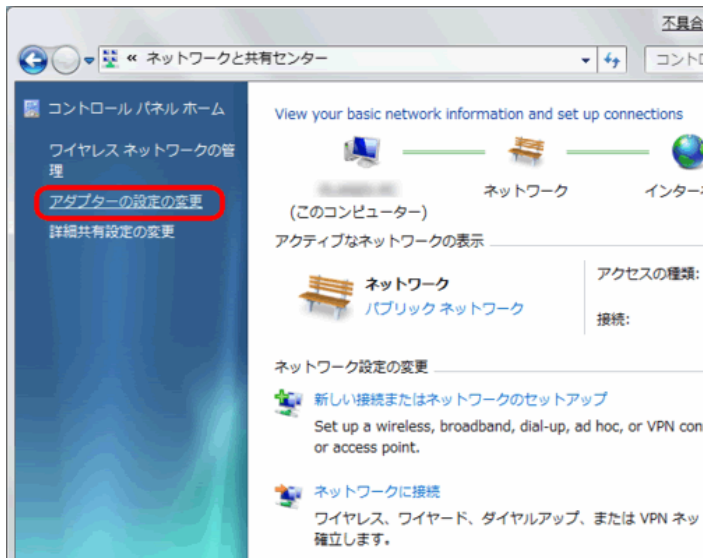 不具合
« ネットワークと共有センター
コントロ
コントロール パネル ホーム
ワイヤレス ネットワークの管
理
アダプターの設定の変更
詳細共有設定の変更
View your basic network information and set up connections
(このコンピューター)
ネットワーク
インターネ
アクティブなネットワークの表示
ネットワーク
パブリック ネットワーク
アクセスの種類:
接続:
ネットワーク設定の変更
新しい接続またはネットワークのセットアップ
Set up a wireless, broadband, dial-up, ad hoc, or VPN con
or access point.
ネットワークに接続
ワイヤレス、ワイヤード、ダイヤルアップ、または VPN ネッ
確立します。